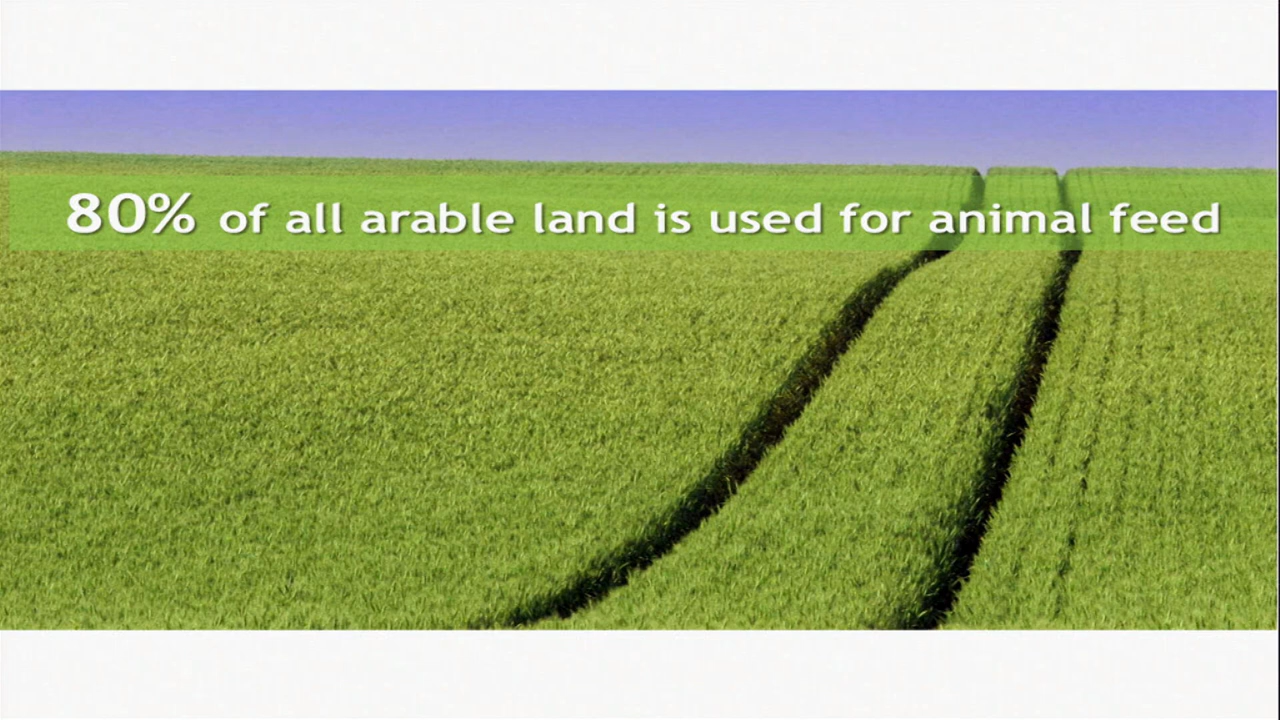 80% of all arable land is used for animal feed